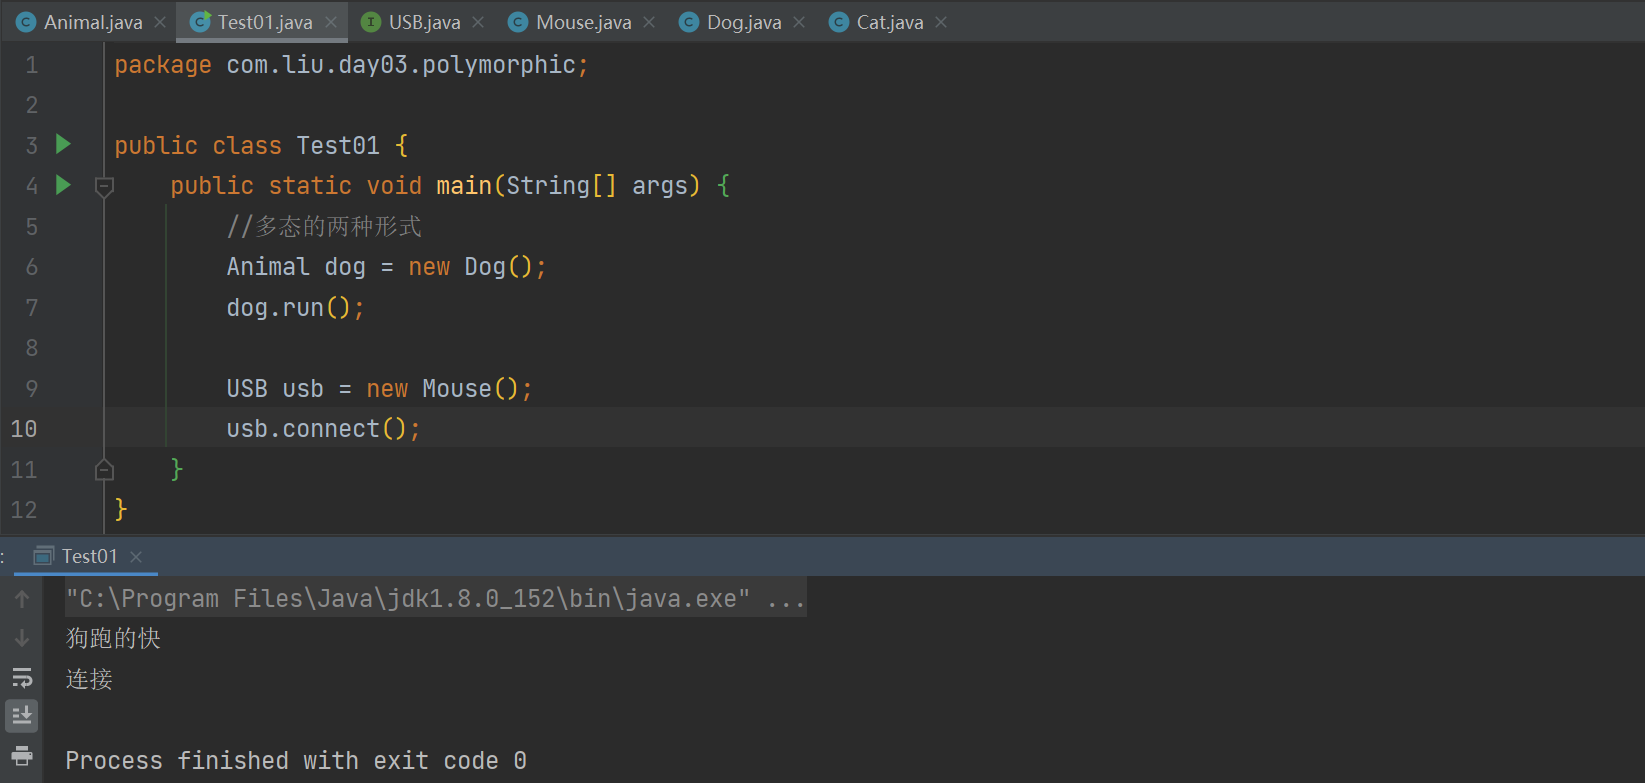 Animal.java Test01.java USB.java Mouse.java Dog.java Cat.java
1 package com.liu.day03.polymorphic;
2
3 public class Test01 {
4 public static void main(String[] args) {
5 //多态的两种形式
6 Animal dog = new Dog();
7 dog.run();
8
9 USB usb = new Mouse();
10 usb.connect();
11 }
12 }
: Test01
"C:\Program Files\Java\jdk1.8.0_152\bin\java.exe" ...
狗跑的快
连接
Process finished with exit code 0